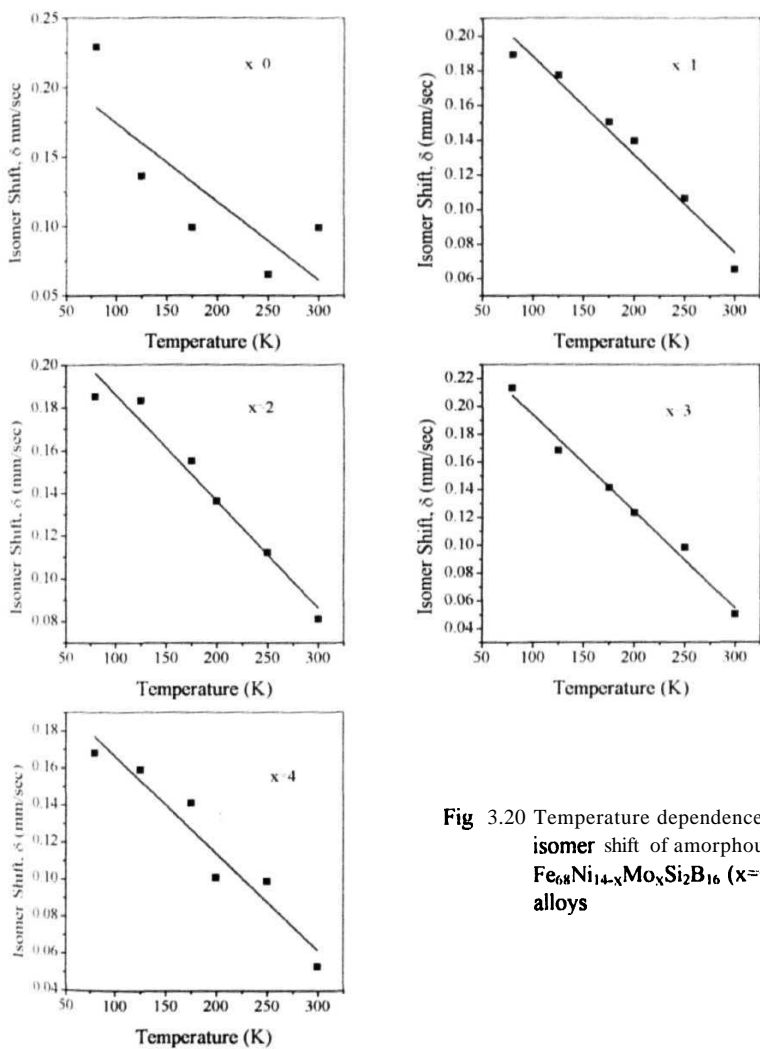 0.25
0.20
0.15
0.10
0.05
Isomer Shift, δ mm/sec
x=0
50 100 150 200 250 300
Temperature (K)
0.20
0.18
0.16
0.14
0.12
0.10
0.08
0.06
Isomer Shift, δ (mm/sec)
x=1
50 100 150 200 250 300
Temperature (K)
0.20
0.18
0.16
0.14
0.12
0.10
0.08
Isomer Shift, δ (mm/sec)
x=2
50 100 150 200 250 300
Temperature (K)
0.22
0.20
0.18
0.16
0.14
0.12
0.10
0.08
0.06
0.04
Isomer Shift, δ (mm/sec)
x=3
50 100 150 200 250 300
Temperature (K)
0.18
0.16
0.14
0.12
0.10
0.08
0.06
0.04
Isomer Shift, δ (mm/sec)
x=4
50 100 150 200 250 300
Temperature (K)
Fig 3.20 Temperature dependence
isomer shift of amorphou
Fe₆₈Ni₁₄₋ₓMoₓSi₂B₁₆ (x=
alloys